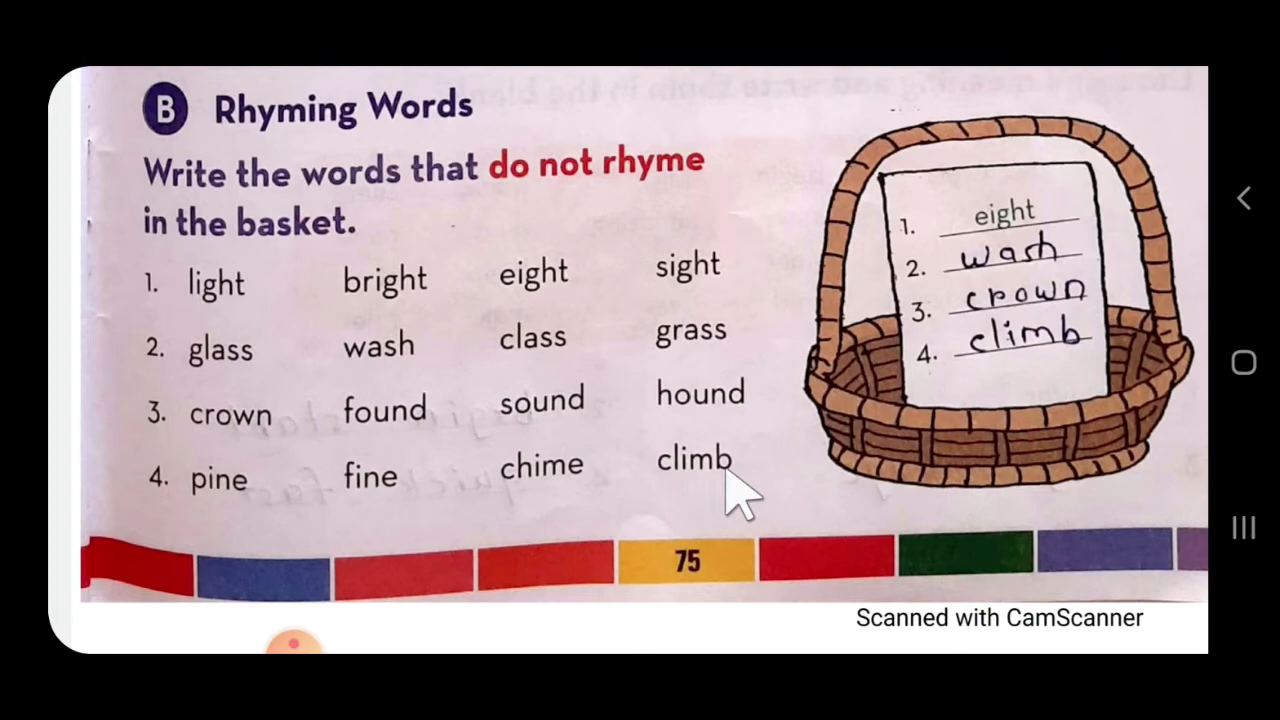 B Rhyming Words
Write the words that do not rhyme
in the basket.
1. light bright eight sight
2. glass wash class grass
3. crown found sound hound
4. pine fine chime climb
1. eight
2. wash
3. crown
4. climb
75
Scanned with CamScanner